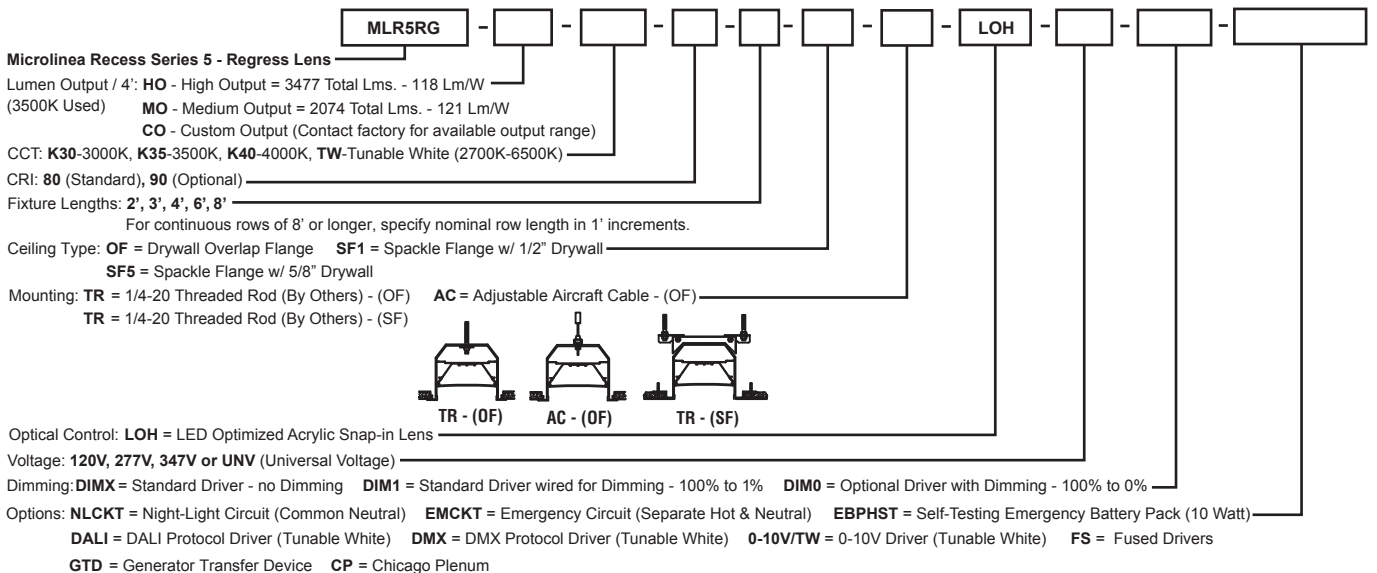 MLR5RG - - - - - - - LOH - - -
Microlinea Recess Series 5 - Regress Lens
Lumen Output / 4': HO - High Output = 3477 Total Lms. - 118 Lm/W
(3500K Used) MO - Medium Output = 2074 Total Lms. - 121 Lm/W
CO - Custom Output (Contact factory for available output range)
CCT: K30-3000K, K35-3500K, K40-4000K, TW-Tunable White (2700K-6500K)
CRI: 80 (Standard), 90 (Optional)
Fixture Lengths: 2', 3', 4', 6', 8'
For continuous rows of 8' or longer, specify nominal row length in 1' increments.
Ceiling Type: OF = Drywall Overlap Flange SF1 = Spackle Flange w/ 1/2" Drywall
SF5 = Spackle Flange w/ 5/8" Drywall
Mounting: TR = 1/4-20 Threaded Rod (By Others) - (OF) AC = Adjustable Aircraft Cable - (OF)
TR = 1/4-20 Threaded Rod (By Others) - (SF)
TR - (OF) AC - (OF) TR - (SF)
Optical Control: LOH = LED Optimized Acrylic Snap-in Lens
Voltage: 120V, 277V, 347V or UNV (Universal Voltage)
Dimming: DIMX = Standard Driver - no Dimming DIM1 = Standard Driver wired for Dimming - 100% to 1% DIM0 = Optional Driver with Dimming - 100% to 0%
Options: NLCKT = Night-Light Circuit (Common Neutral) EMCKT = Emergency Circuit (Separate Hot & Neutral) EBPHST = Self-Testing Emergency Battery Pack (10 Watt)
DALI = DALI Protocol Driver (Tunable White) DMX = DMX Protocol Driver (Tunable White) 0-10V/TW = 0-10V Driver (Tunable White) FS = Fused Drivers
GTD = Generator Transfer Device CP = Chicago Plenum